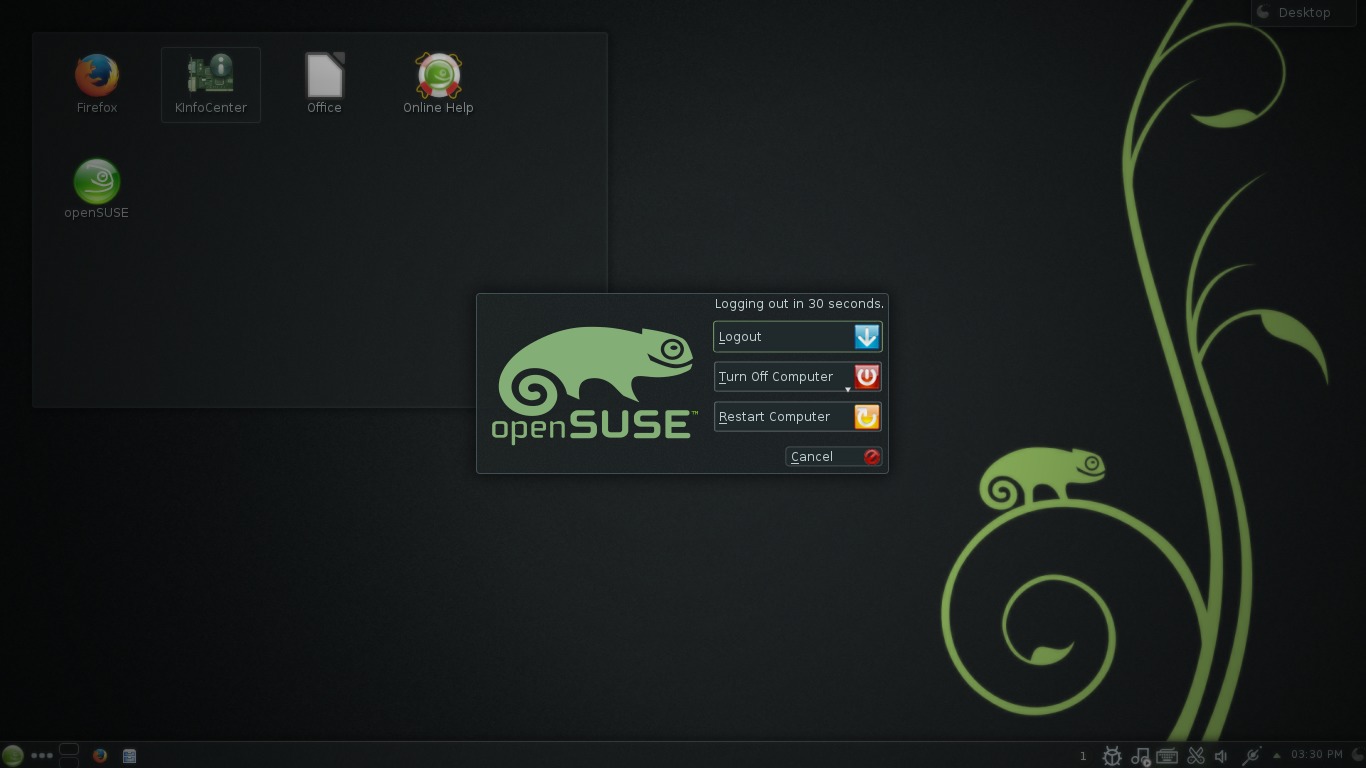 Desktop
Firefox
KInfoCenter
Office
Online Help
openSUSE
Logging out in 30 seconds.
Logout
Turn Off Computer
Restart Computer
Cancel
openSUSE™
1
03:30 PM